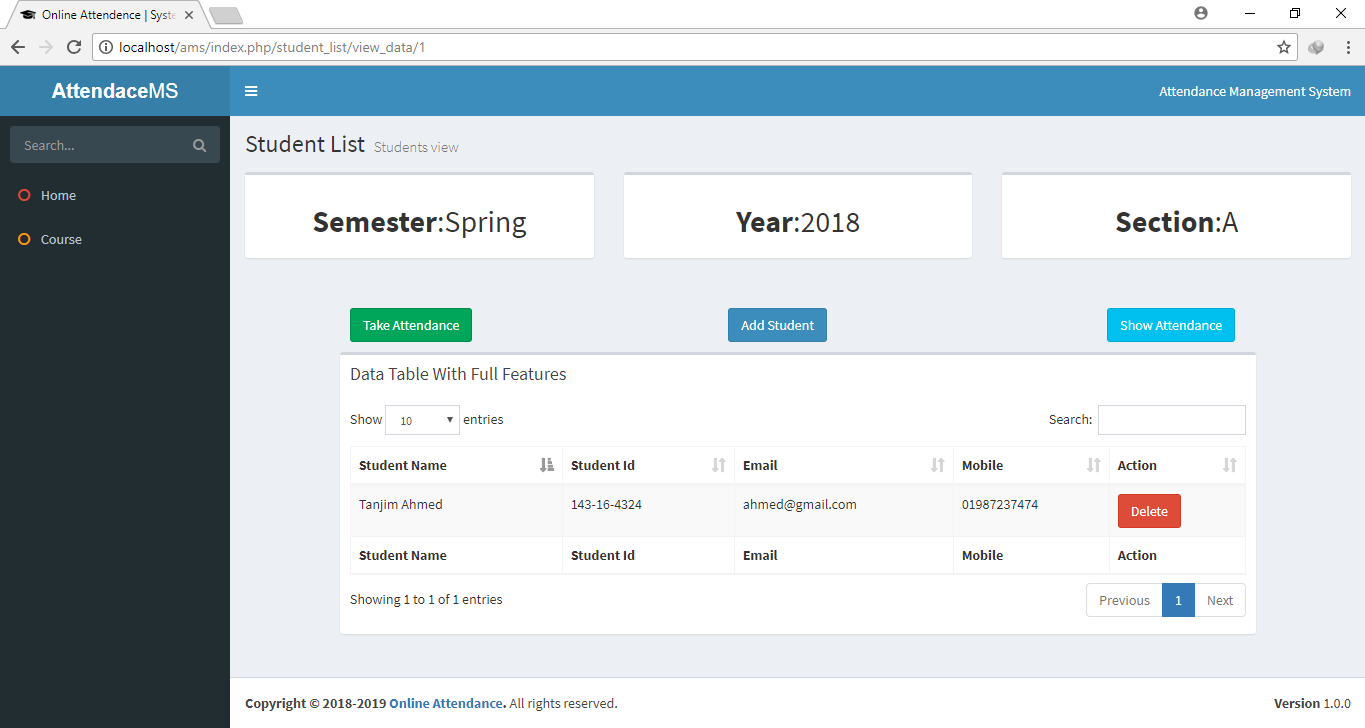 Online Attendence | Syste
localhost/ams/index.php/student_list/view_data/1
AttendaceMS
Attendance Management System
Search...
Home
Course
Student List Students view
Semester:Spring
Year:2018
Section:A
Take Attendance
Add Student
Show Attendance
Data Table With Full Features
Show 10 entries
Search:
Student Name Student Id Email Mobile Action
Tanjim Ahmed 143-16-4324 ahmed@gmail.com 01987237474 Delete
Student Name Student Id Email Mobile Action
Showing 1 to 1 of 1 entries
Previous 1 Next
Copyright © 2018-2019 Online Attendance. All rights reserved.
Version 1.0.0